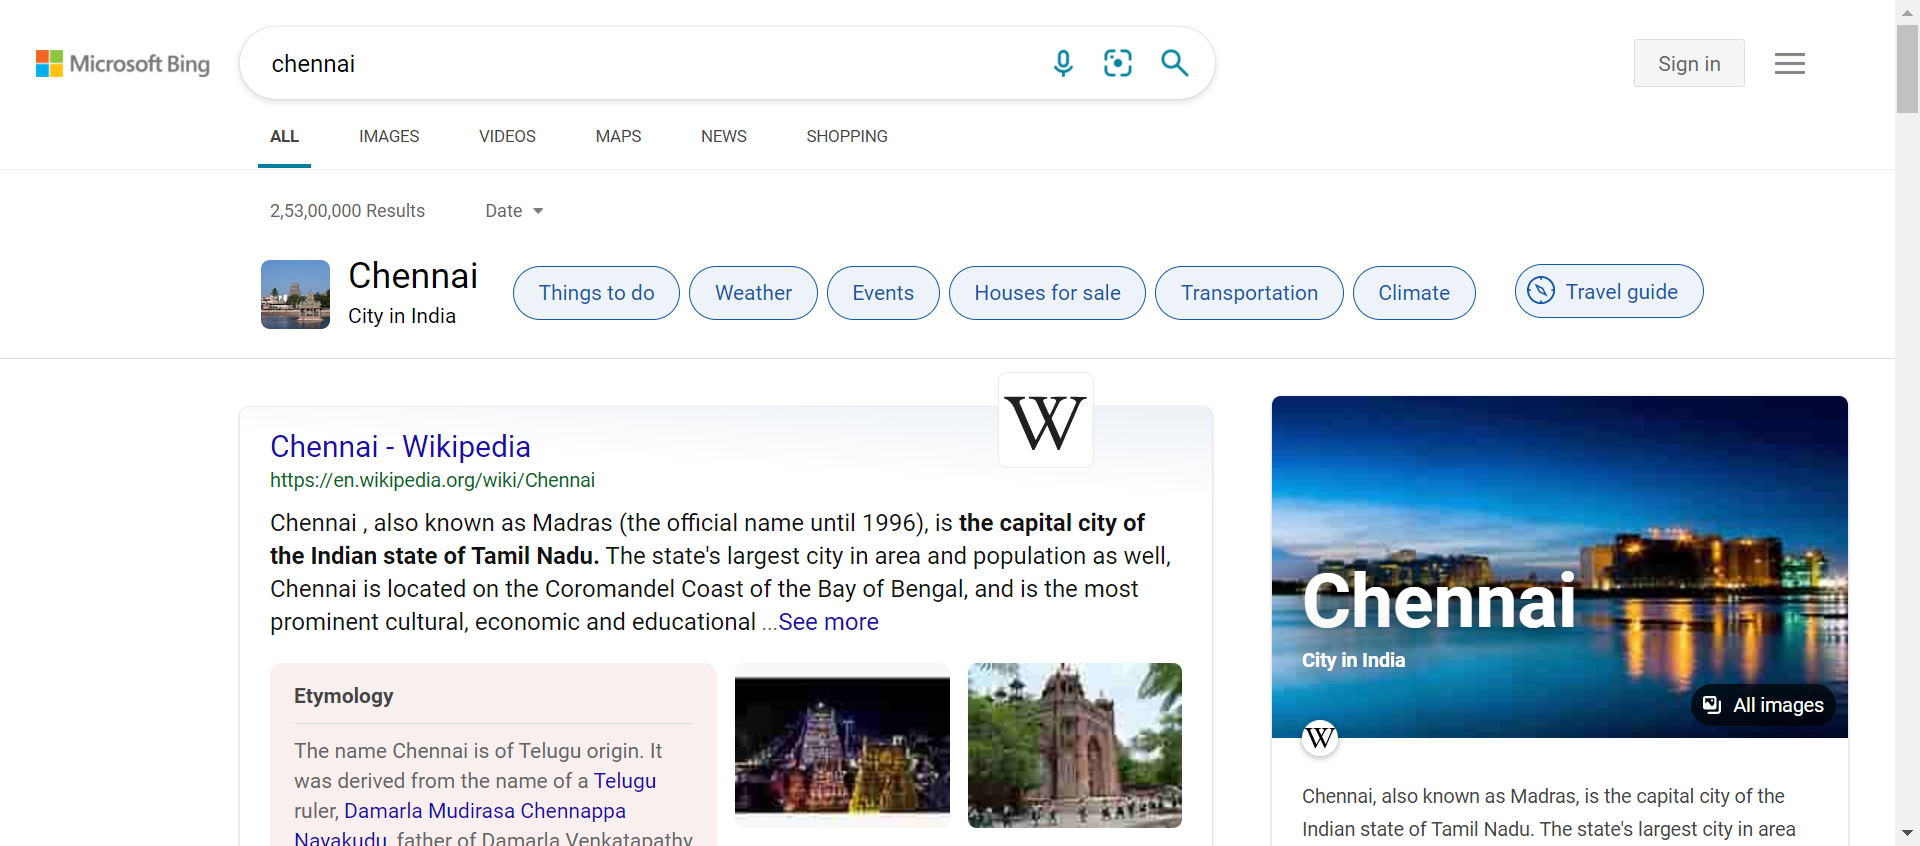 Microsoft Bing
chennai
Sign in
ALL
IMAGES
VIDEOS
MAPS
NEWS
SHOPPING
2,53,00,000 Results
Date
Chennai
City in India
Things to do
Weather
Events
Houses for sale
Transportation
Climate
Travel guide
W
Chennai - Wikipedia
https://en.wikipedia.org/wiki/Chennai
Chennai , also known as Madras (the official name until 1996), is the capital city of
the Indian state of Tamil Nadu. The state's largest city in area and population as well,
Chennai is located on the Coromandel Coast of the Bay of Bengal, and is the most
prominent cultural, economic and educational ...See more
Etymology
The name Chennai is of Telugu origin. It
was derived from the name of a Telugu
ruler, Damarla Mudirasa Chennappa
Nayakudu, father of Damarla Venkatapathy
Chennai
City in India
All images
W
Chennai, also known as Madras, is the capital city of the
Indian state of Tamil Nadu. The state's largest city in area